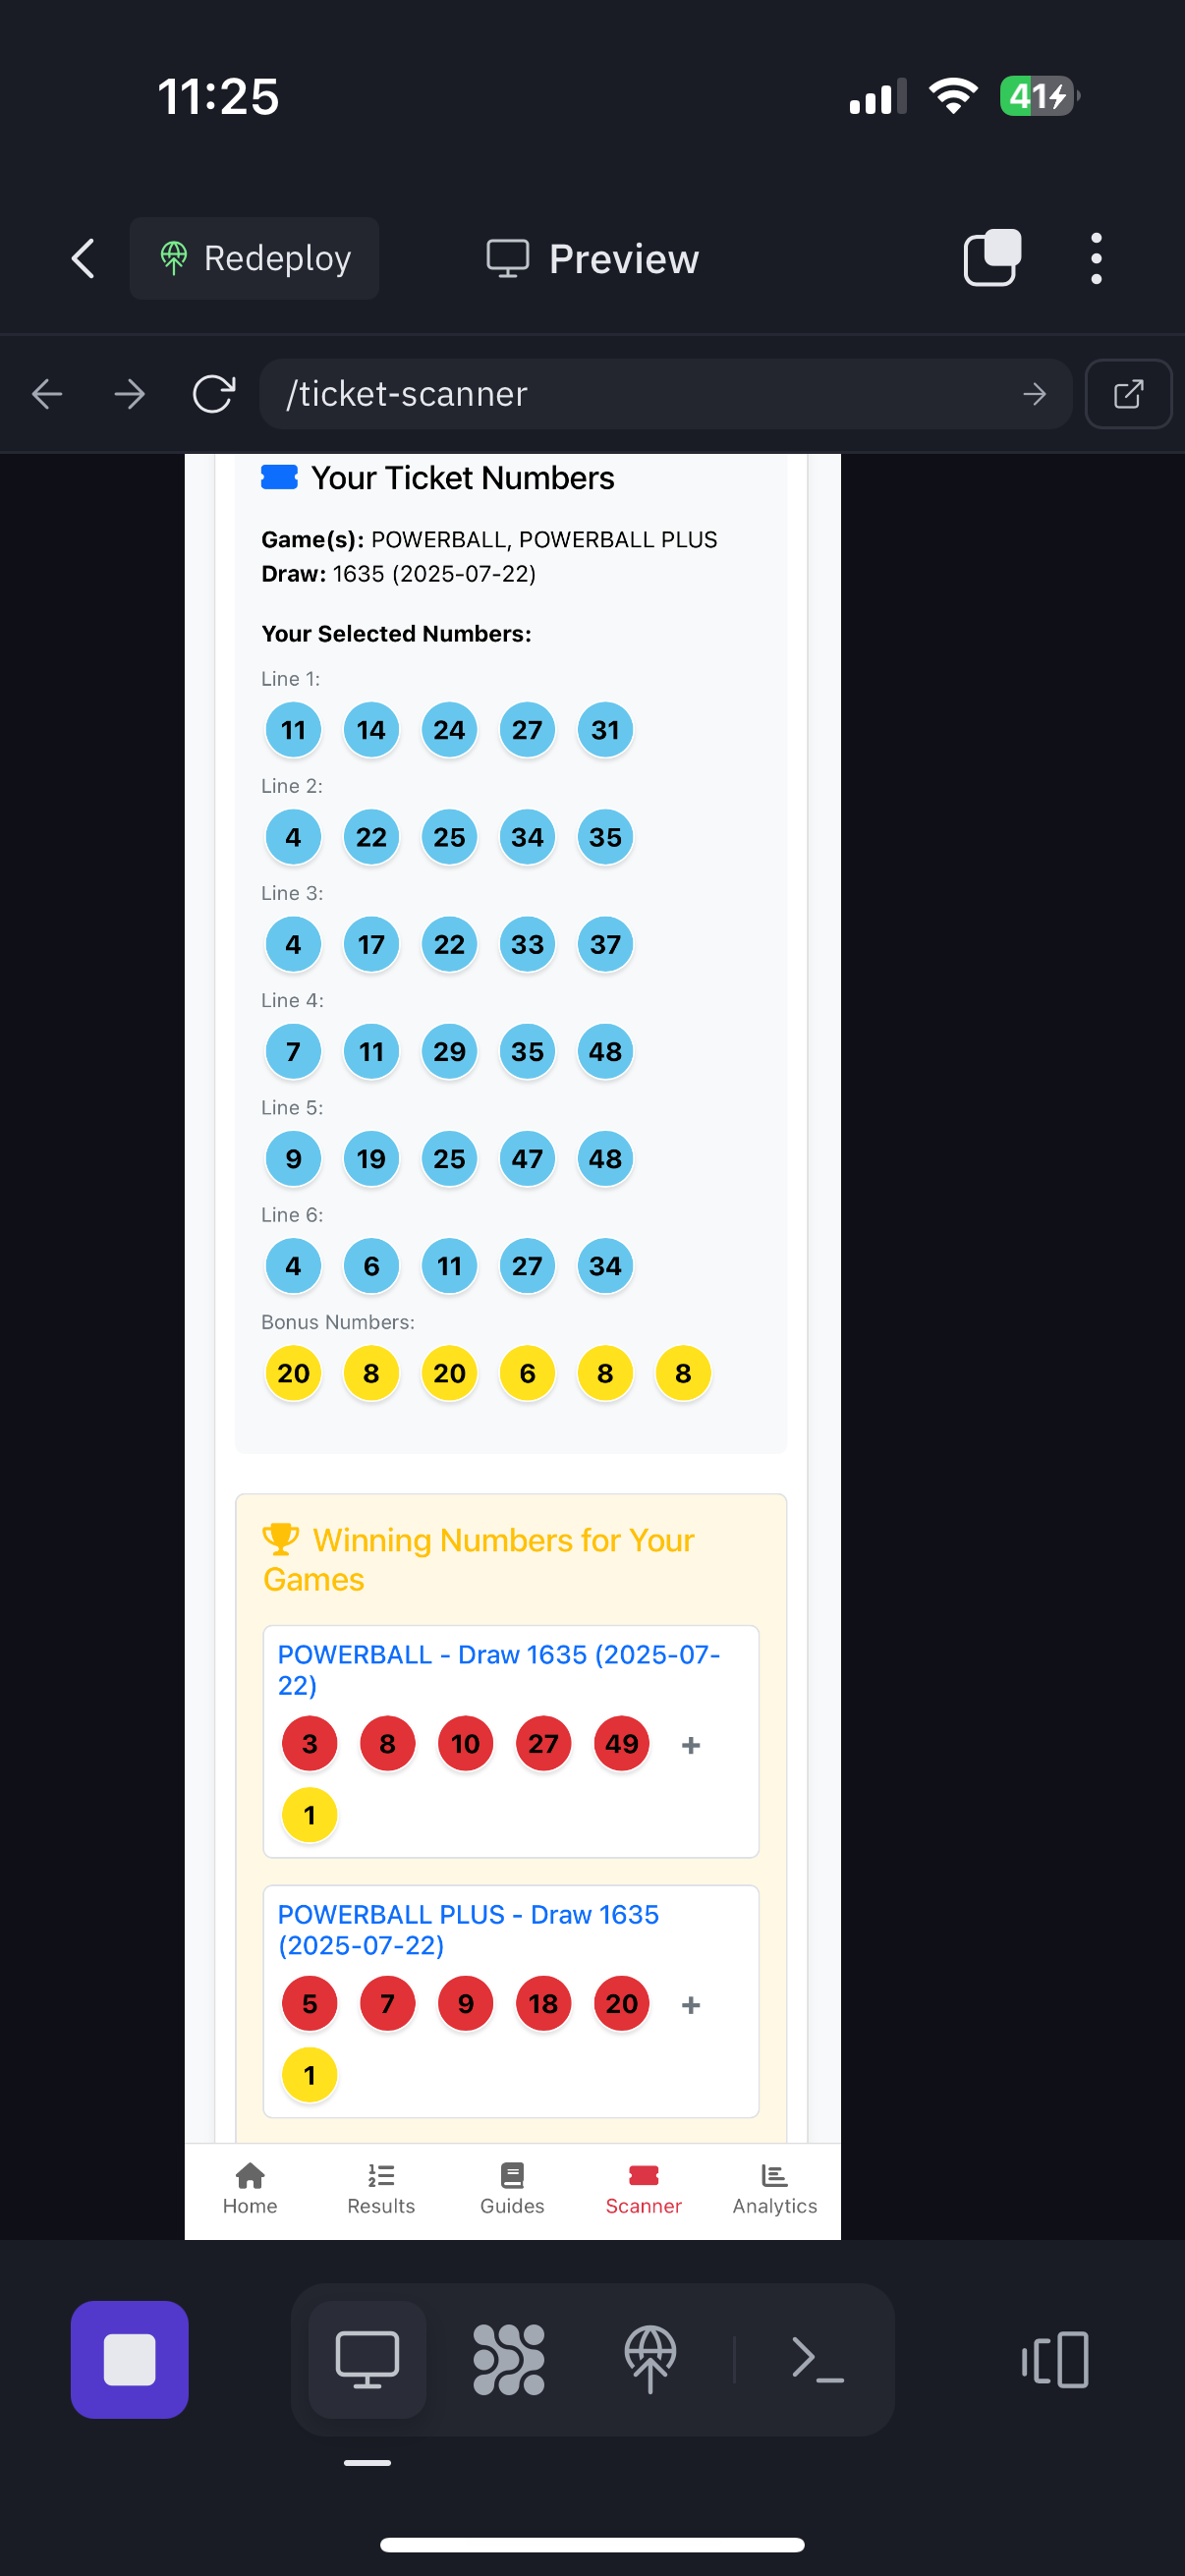 11:25
41
Redeploy
Preview
/ticket-scanner
Your Ticket Numbers
Game(s): POWERBALL, POWERBALL PLUS
Draw: 1635 (2025-07-22)
Your Selected Numbers:
Line 1:
11 14 24 27 31
Line 2:
4 22 25 34 35
Line 3:
4 17 22 33 37
Line 4:
7 11 29 35 48
Line 5:
9 19 25 47 48
Line 6:
4 6 11 27 34
Bonus Numbers:
20 8 20 6 8 8
Winning Numbers for Your
Games
POWERBALL - Draw 1635 (2025-07-
22)
3 8 10 27 49 +
1
POWERBALL PLUS - Draw 1635
(2025-07-22)
5 7 9 18 20 +
1
Home Results Guides Scanner Analytics